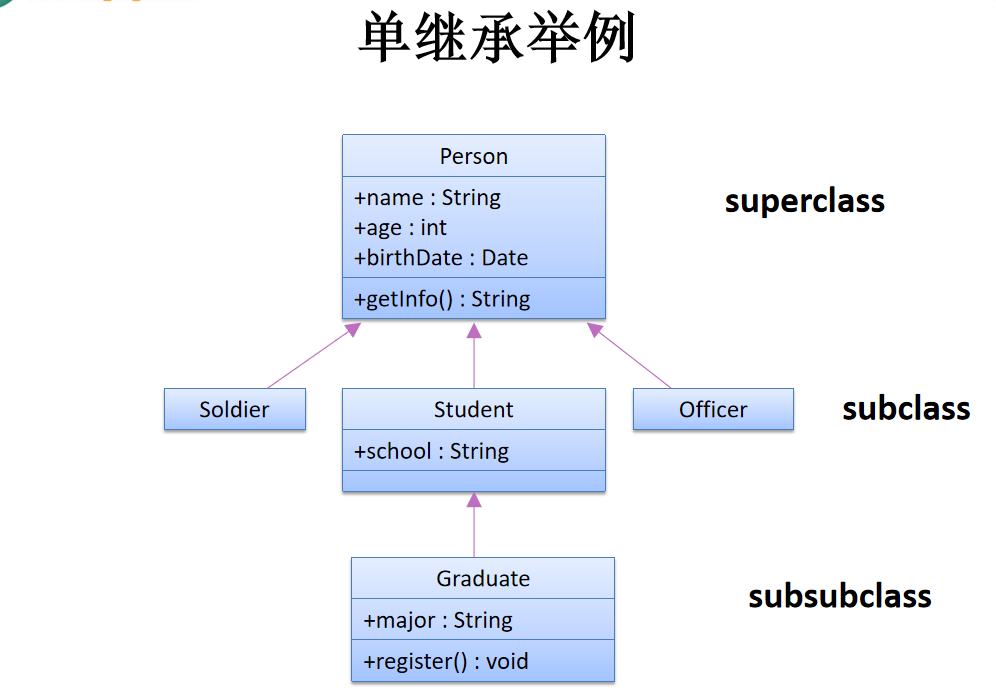 单继承举例
Person
+name : String
+age : int
+birthDate : Date
+getInfo() : String
superclass
Soldier
Student
+school : String
Officer
subclass
Graduate
+major : String
+register() : void
subsubclass